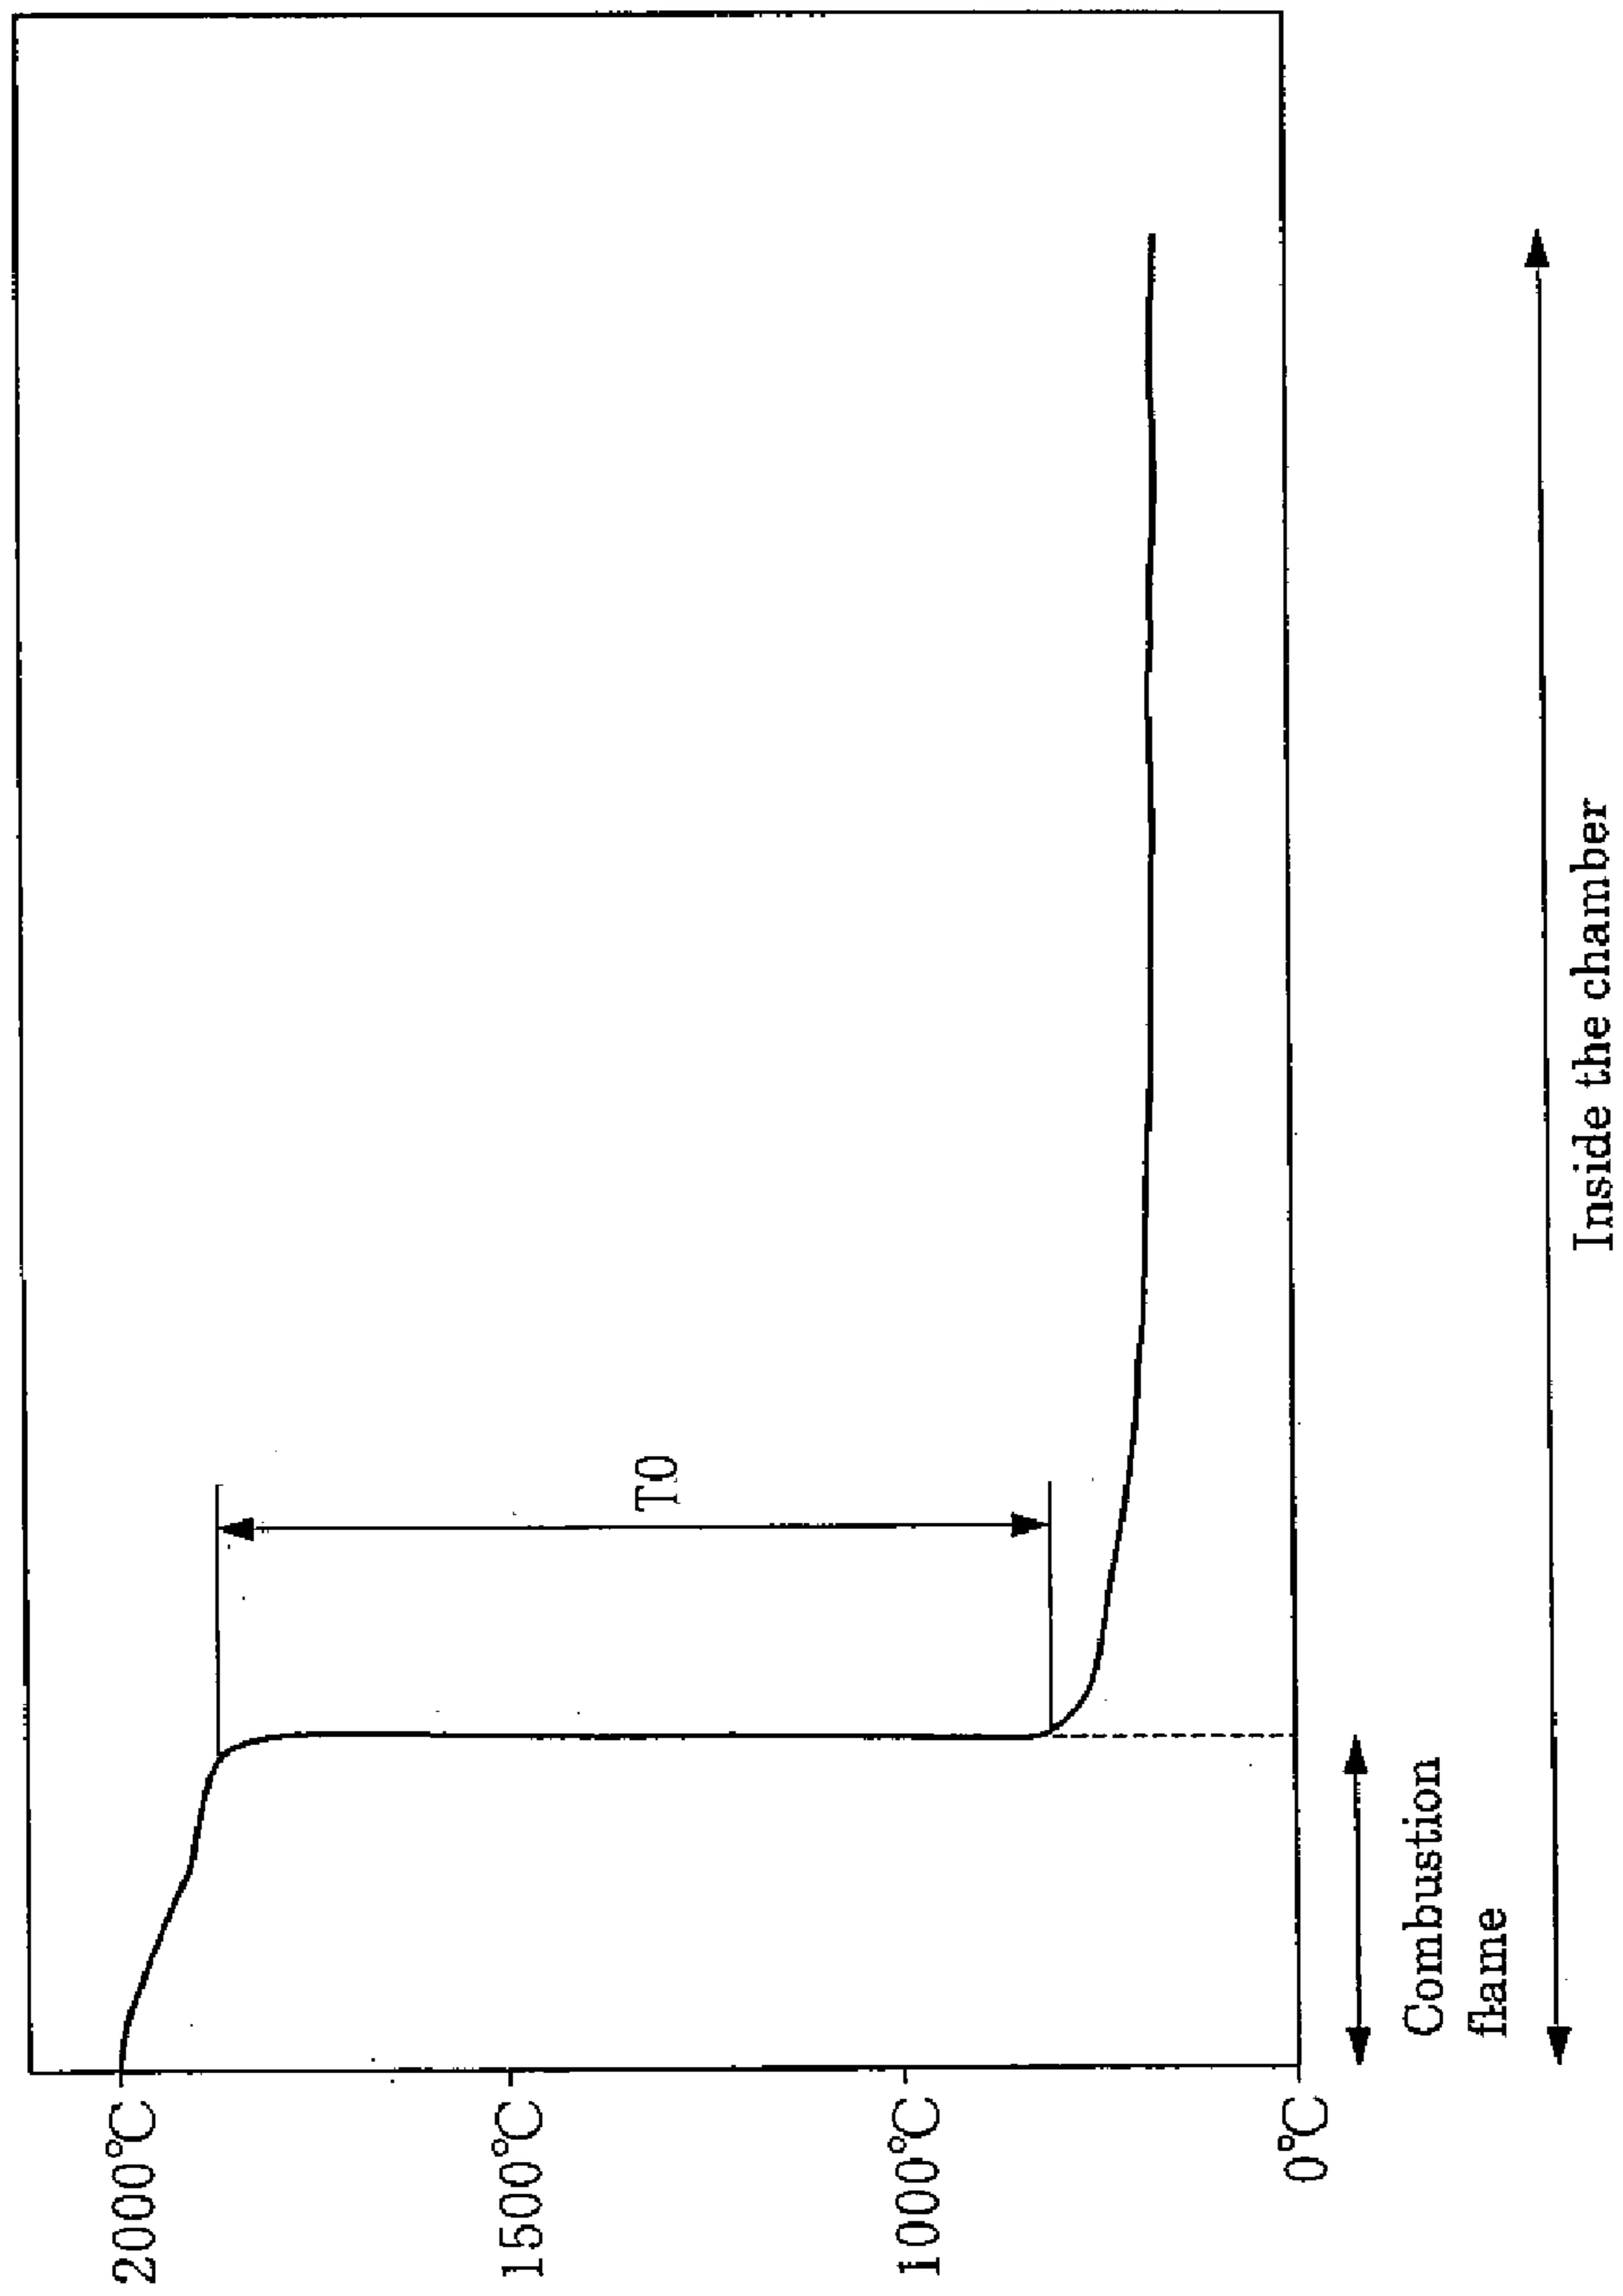 2000°C
1500°C
1000°C
0°C
T0
Combustion
flame
Inside the chamber